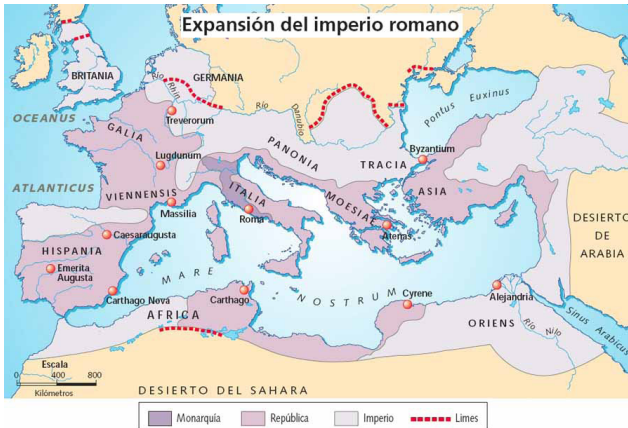 Expansión del imperio romano
BRITANIA
GERMANIA
Río Rhin
OCEANUS
Treverorum
Río Danubio
Pontus Euxinus
GALIA
Lugdunum
PANONIA
TRACIA
Byzantium
ATLANTICUS
VIENNENSIS
ITALIA
MOESIAE
ASIA
Massilia
Roma
Atenas
DESIERTO
DE
ARABIA
HISPANIA
Caesaraugusta
Emerita
Augusta
MARE NOSTRUM
Carthago Nova
Carthago
Cyrene
Alejandría
AFRICA
ORIENS
Río Nilo
Sinus Arabicus
Escala
0 400 800
Kilómetros
DESIERTO DEL SAHARA
Monarquia
República
Imperio
Limes